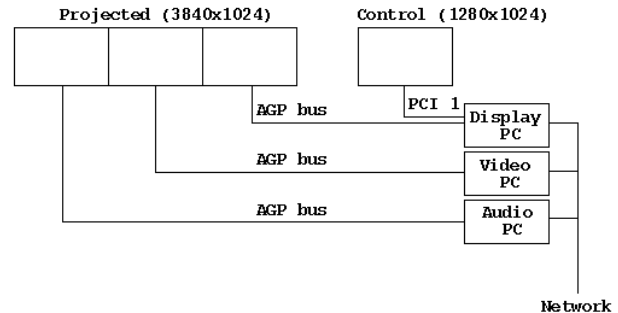 Projected (3840x1024)
Control (1280x1024)
PCI 1
AGP bus
Display
PC
AGP bus
Video
PC
AGP bus
Audio
PC
Network